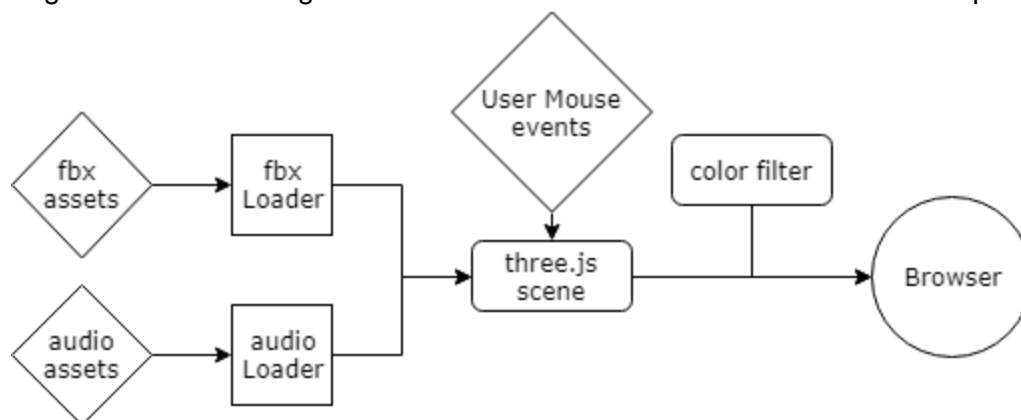 User Mouse
events
fbx
assets
fbx
Loader
color filter
three.js
scene
Browser
audio
assets
audio
Loader